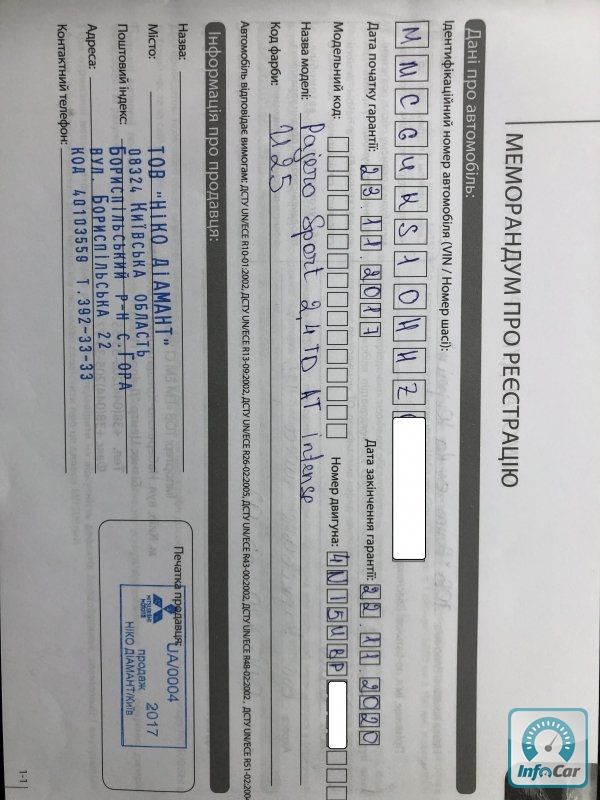 МЕМОРАНДУМ ПРО РЕЄСТРАЦІЮ
Дані про автомобіль:
Ідентифікаційний номер автомобіля (VIN / Номер шасі):
MNCGUKS10HHZ0
Дата початку гарантії: 23.11.2017 Дата закінчення гарантії: 22.11.2020
Модельний код: Номер двигуна: 4N15UBP
Назва моделі: Pajero Sport 2,4 TD AT Intense
Код фарби: U25
Автомобіль відповідає вимогам: ДСТУ UN/ECE R10-01:2002, ДСТУ UN/ECE R13-09:2002, ДСТУ UN/ECE R26-02:2005, ДСТУ UN/ECE R43-00:2002, ДСТУ UN/ECE R48-02:2002, ДСТУ UN/ECE R51-02:200
Інформація про продавця:
Назва: ТОВ "НІКО ДІАМАНТ"
Місто: 08324 КИЇВСЬКА ОБЛАСТЬ
Поштовий індекс: БОРИСПІЛЬСЬКИЙ Р-Н С.ГОРА
Адреса: ВУЛ. БОРИСПІЛЬСЬКА 22
Контактний телефон: КОД 40103559 Т.392-33-33
Печатка продавця:
UA/0004
MITSUBISHI MOTORS
2017
продаж
НІКО ДІАМАНТ/Київ
1-1
InfoCar